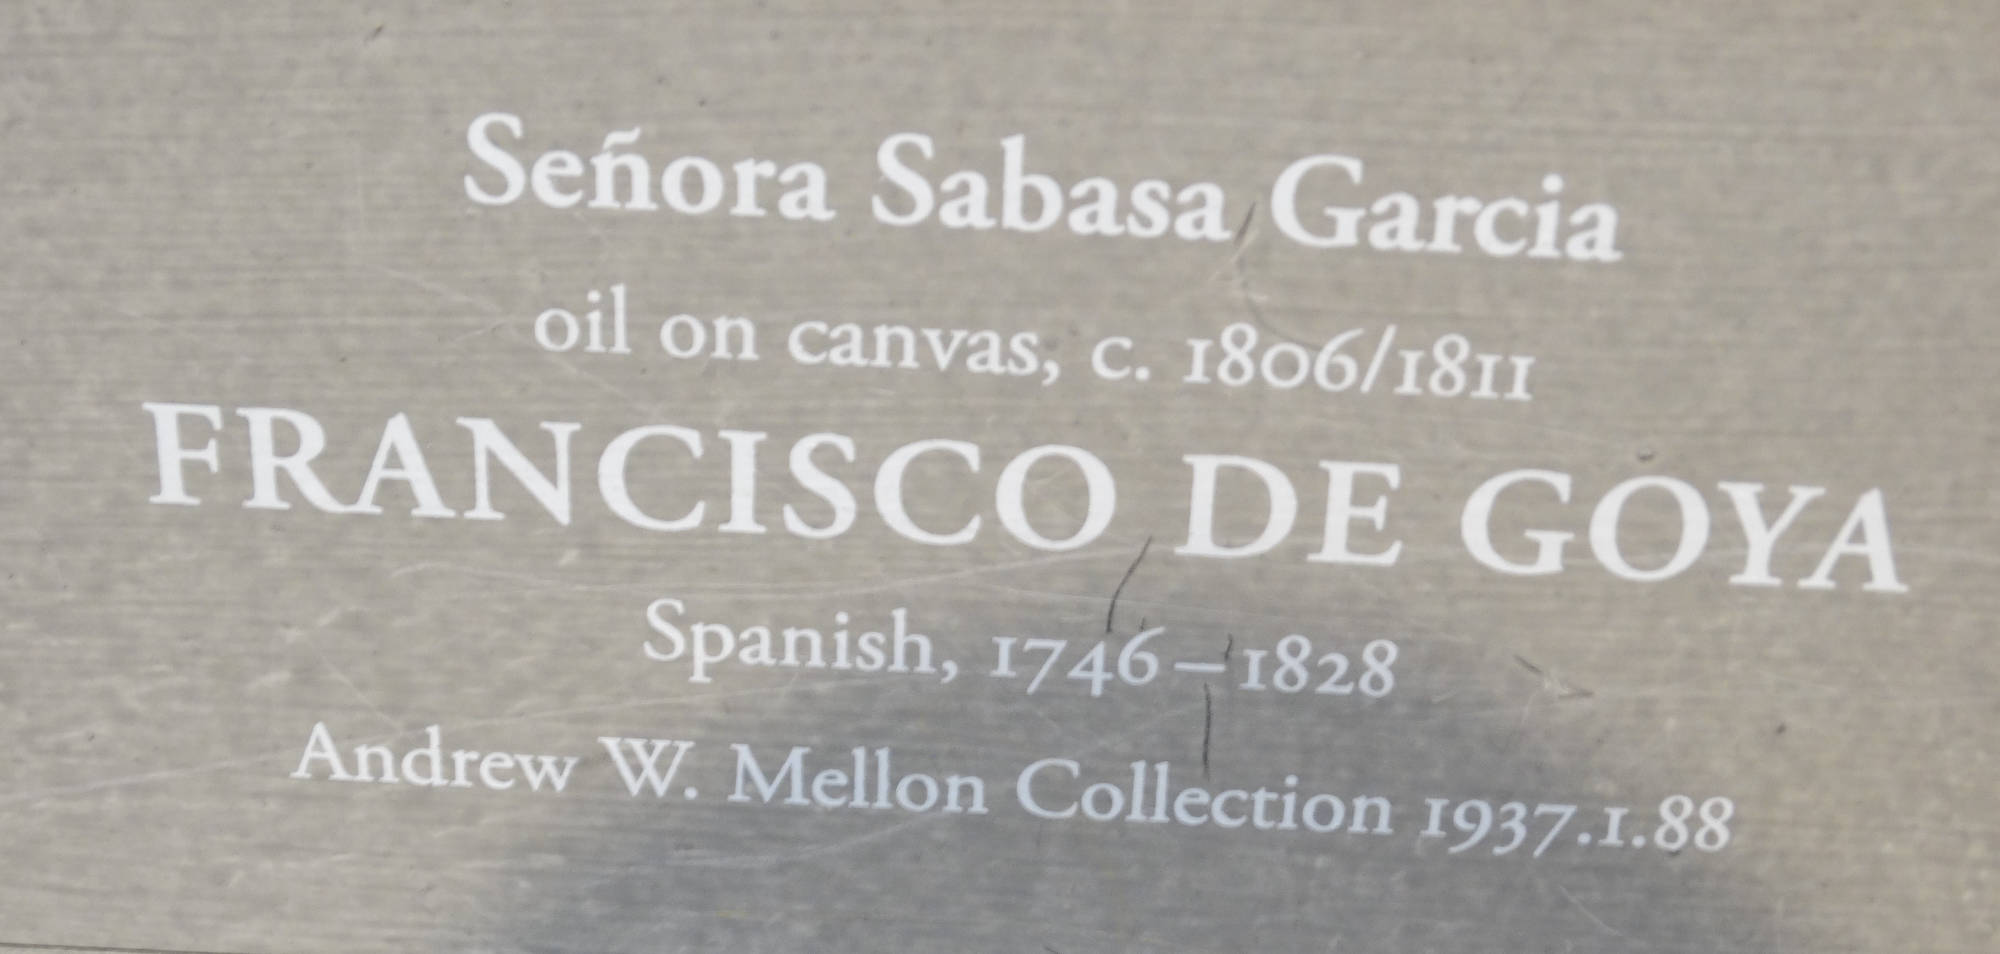 Señora Sabasa Garcia
oil on canvas, c. 1806/1811
FRANCISCO DE GOYA
Spanish, 1746–1828
Andrew W. Mellon Collection 1937.1.88